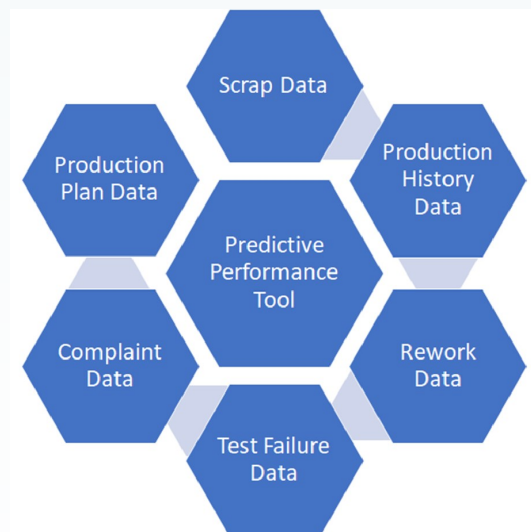 Scrap Data
Production
Plan Data
Production
History
Data
Predictive
Performance
Tool
Complaint
Data
Rework
Data
Test Failure
Data